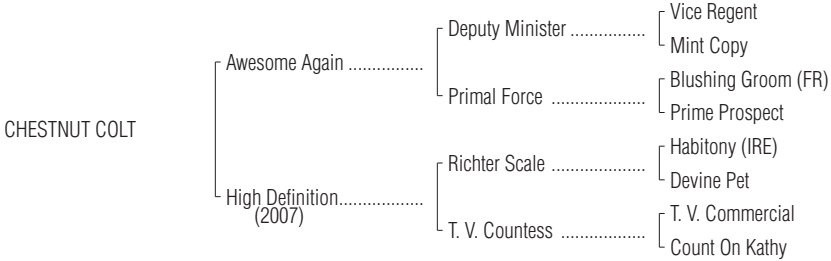 Vice Regent
Deputy Minister ................
Mint Copy
Awesome Again ................
Blushing Groom (FR)
Primal Force ....................
Prime Prospect
CHESTNUT COLT
Habitony (IRE)
Richter Scale ....................
Devine Pet
High Definition..................
(2007)
T. V. Commercial
T. V. Countess ..................
Count On Kathy